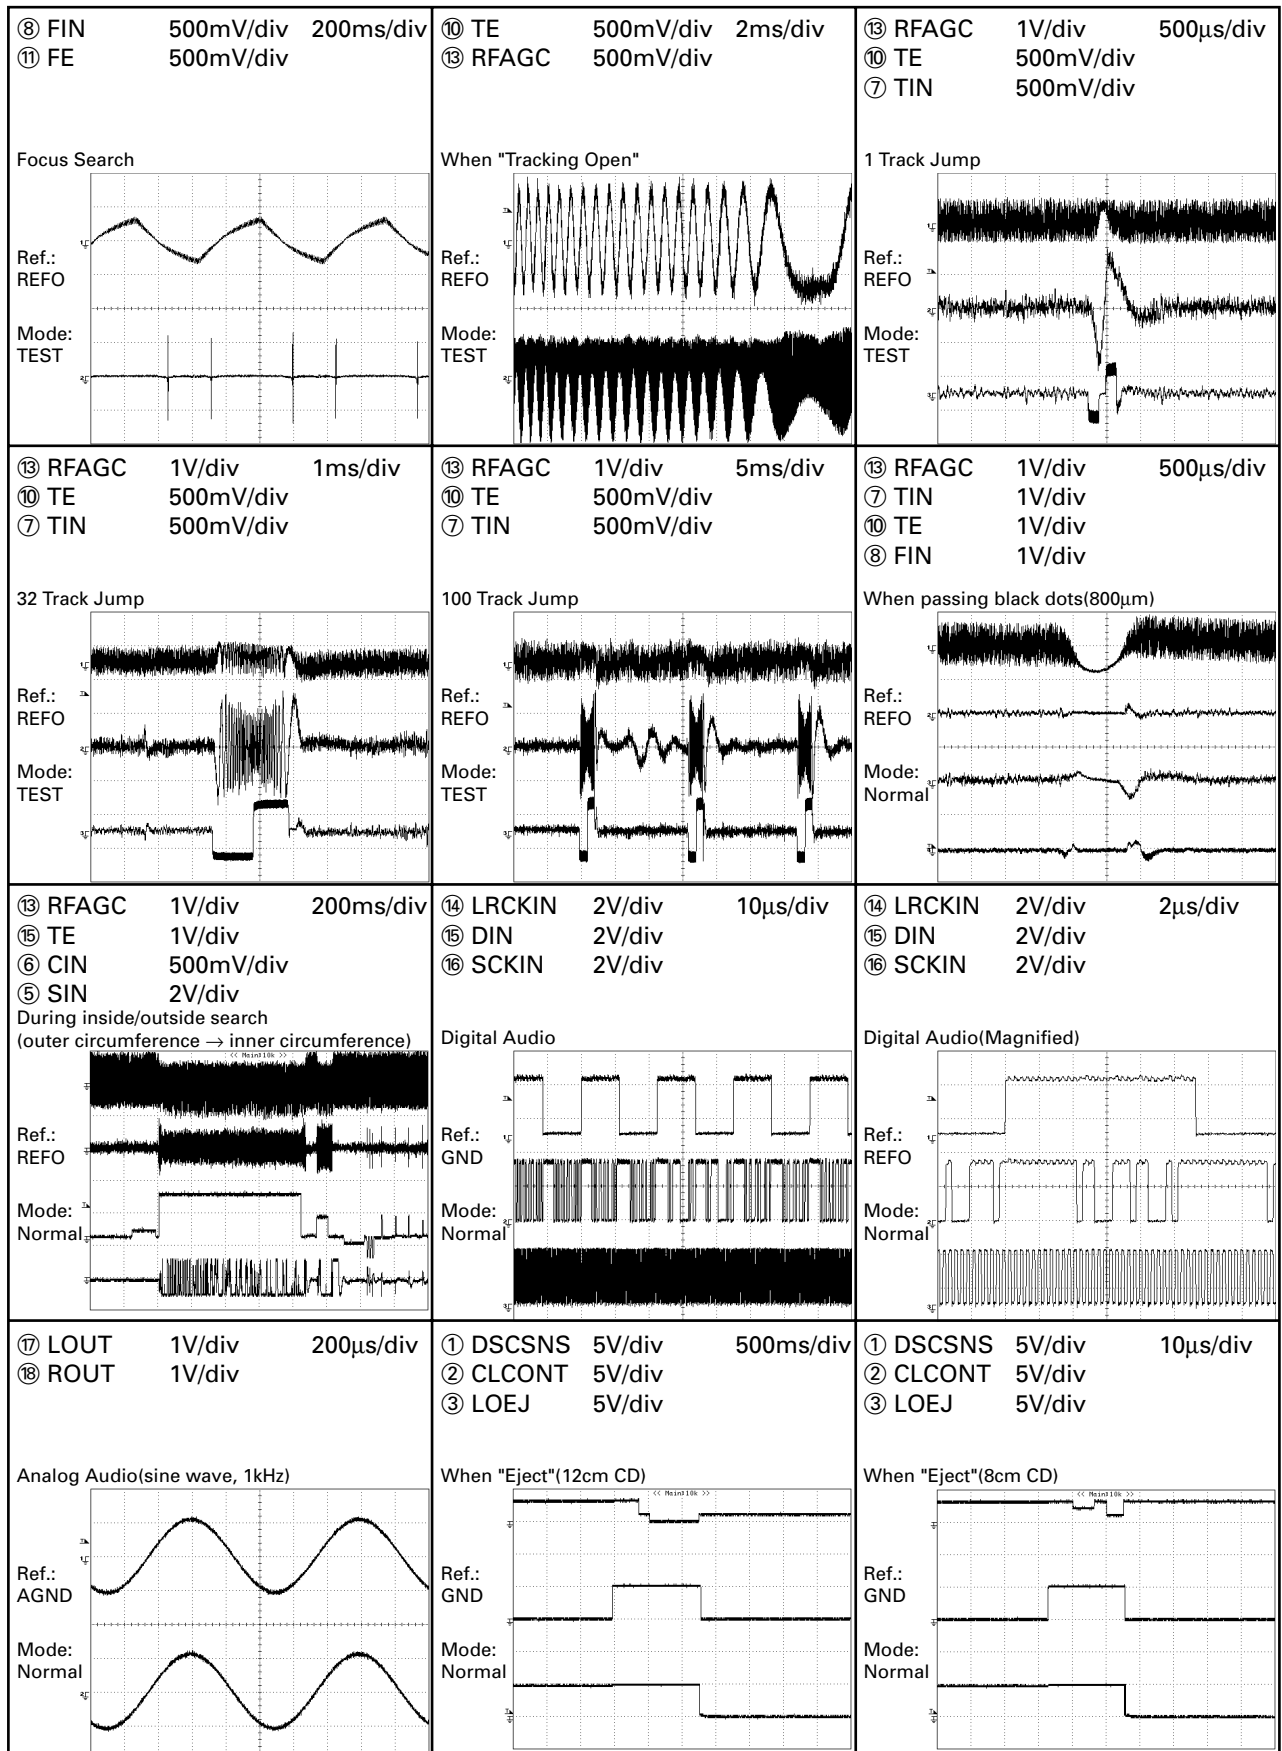 ⑧ FIN 500mV/div 200ms/div
⑪ FE 500mV/div
Focus Search
Ref.:
REFO
Mode:
TEST
⑩ TE 500mV/div 2ms/div
⑬ RFAGC 500mV/div
When "Tracking Open"
Ref.:
REFO
Mode:
TEST
⑬ RFAGC 1V/div 500µs/div
⑩ TE 500mV/div
⑦ TIN 500mV/div
1 Track Jump
Ref.:
REFO
Mode:
TEST
⑬ RFAGC 1V/div 1ms/div
⑩ TE 500mV/div
⑦ TIN 500mV/div
32 Track Jump
Ref.:
REFO
Mode:
TEST
⑬ RFAGC 1V/div 5ms/div
⑩ TE 500mV/div
⑦ TIN 500mV/div
100 Track Jump
Ref.:
REFO
Mode:
TEST
⑬ RFAGC 1V/div 500µs/div
⑦ TIN 1V/div
⑩ TE 1V/div
⑧ FIN 1V/div
When passing black dots(800µm)
Ref.:
REFO
Mode:
Normal
⑬ RFAGC 1V/div 200ms/div
⑮ TE 1V/div
⑥ CIN 500mV/div
⑤ SIN 2V/div
During inside/outside search
(outer circumference → inner circumference)
<< Main:10k >>
Ref.:
REFO
Mode:
Normal
⑭ LRCKIN 2V/div 10µs/div
⑮ DIN 2V/div
⑯ SCKIN 2V/div
Digital Audio
Ref.:
GND
Mode:
Normal
⑭ LRCKIN 2V/div 2µs/div
⑮ DIN 2V/div
⑯ SCKIN 2V/div
Digital Audio(Magnified)
Ref.:
REFO
Mode:
Normal
⑰ LOUT 1V/div 200µs/div
⑱ ROUT 1V/div
Analog Audio(sine wave, 1kHz)
Ref.:
AGND
Mode:
Normal
① DSCSNS 5V/div 500ms/div
② CLCONT 5V/div
③ LOEJ 5V/div
When "Eject"(12cm CD)
<< Main:10k >>
Ref.:
GND
Mode:
Normal
① DSCSNS 5V/div 10µs/div
② CLCONT 5V/div
③ LOEJ 5V/div
When "Eject"(8cm CD)
<< Main:10k >>
Ref.:
GND
Mode:
Normal